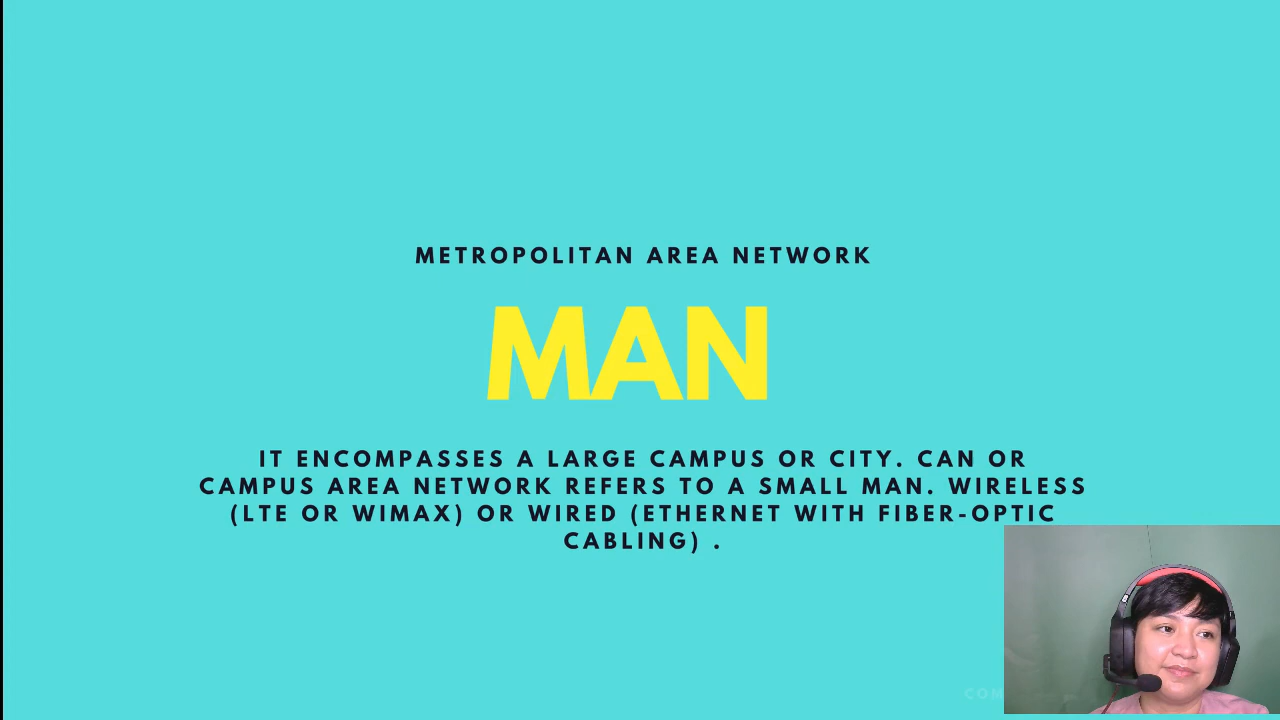 METROPOLITAN AREA NETWORK
MAN
IT ENCOMPASSES A LARGE CAMPUS OR CITY. CAN OR
CAMPUS AREA NETWORK REFERS TO A SMALL MAN. WIRELESS
(LTE OR WIMAX) OR WIRED (ETHERNET WITH FIBER-OPTIC
CABLING) .